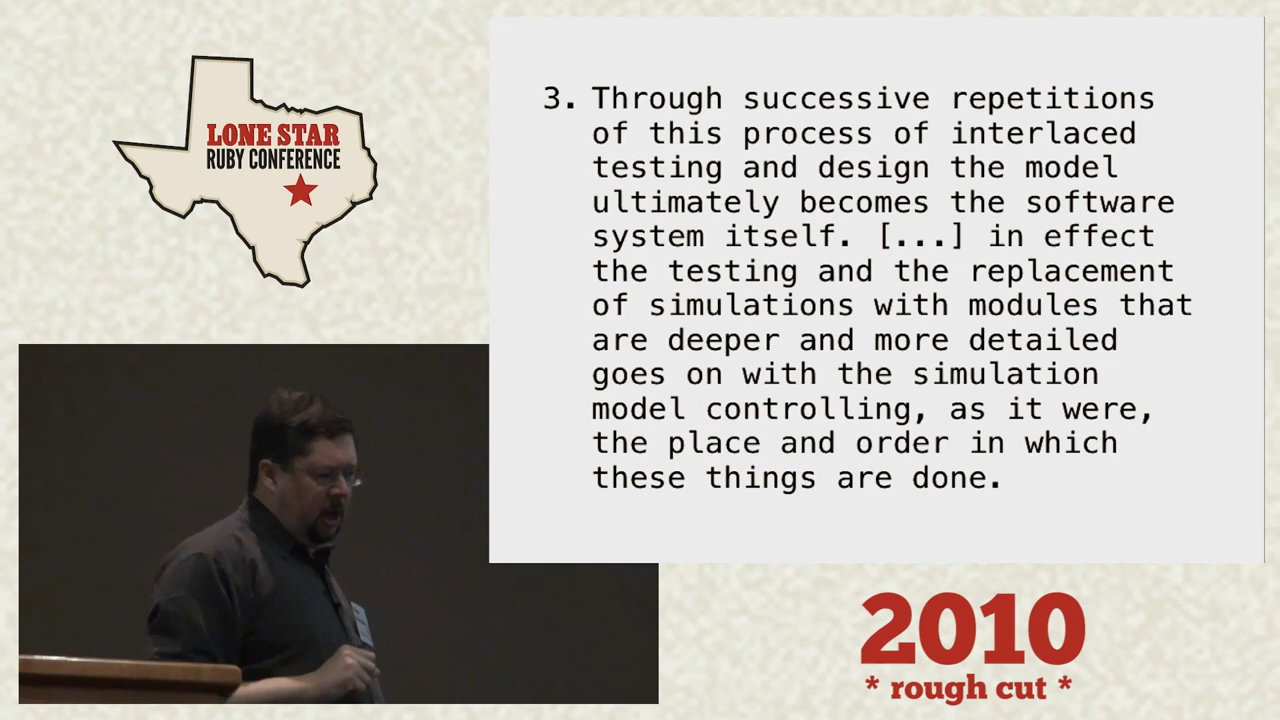 LONE STAR
RUBY CONFERENCE
3. Through successive repetitions
of this process of interlaced
testing and design the model
ultimately becomes the software
system itself. [...] in effect
the testing and the replacement
of simulations with modules that
are deeper and more detailed
goes on with the simulation
model controlling, as it were,
the place and order in which
these things are done.
2010
* rough cut *